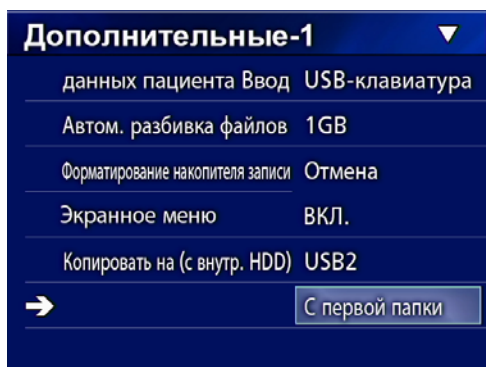 Дополнительные-1 ▼
данных пациента Ввод USB-клавиатура
Автом. разбивка файлов 1GB
Форматирование накопителя записи Отмена
Экранное меню ВКЛ.
Копировать на (с внутр. HDD) USB2
➔ С первой папки